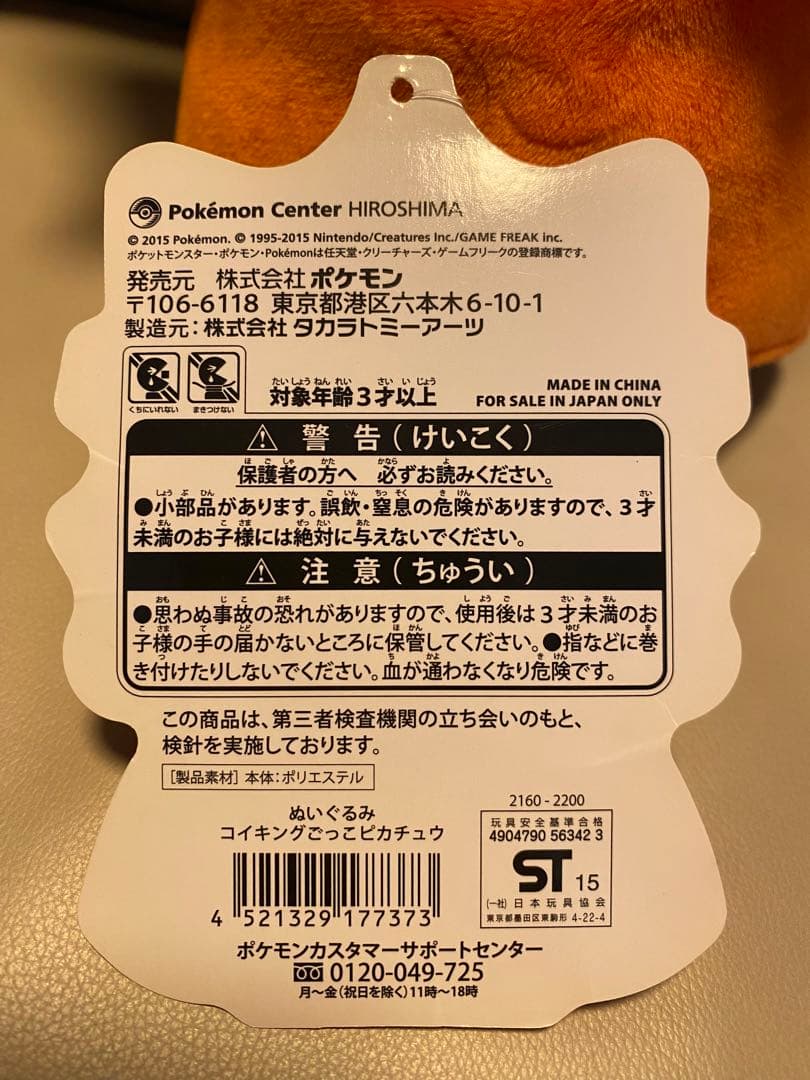 Pokémon Center HIROSHIMA
© 2015 Pokémon. © 1995-2015 Nintendo/Creatures Inc./GAME FREAK inc.
ポケットモンスター・ポケモン・Pokémonは任天堂・クリーチャーズ・ゲームフリークの登録商標です。
発売元 株式会社 ポケモン
〒106-6118 東京都港区六本木6-10-1
製造元:株式会社 タカラトミーアーツ
くちにいれない まきつけない
対象年齢3才以上
たいしょうねんれい さいいじょう
MADE IN CHINA
FOR SALE IN JAPAN ONLY
警告(けいこく)
保護者の方へ 必ずお読みください。
●小部品があります。誤飲・窒息の危険がありますので、3才
未満のお子様には絶対に与えないでください。
注意(ちゅうい)
●思わぬ事故の恐れがありますので、使用後は3才未満のお
子様の手の届かないところに保管してください。●指などに巻
き付けたりしないでください。血が通わなくなり危険です。
この商品は、第三者検査機関の立ち会いのもと、
検針を実施しております。
[製品素材] 本体:ポリエステル
ぬいぐるみ
コイキングごっこピカチュウ
4 521329 177373
2160-2200
玩具安全基準合格
4904790 56342 3
ST 15
(一社)日本玩具協会
東京都墨田区東駒形 4-22-4
ポケモンカスタマーサポートセンター
0120-049-725
月～金(祝日を除く)11時～18時